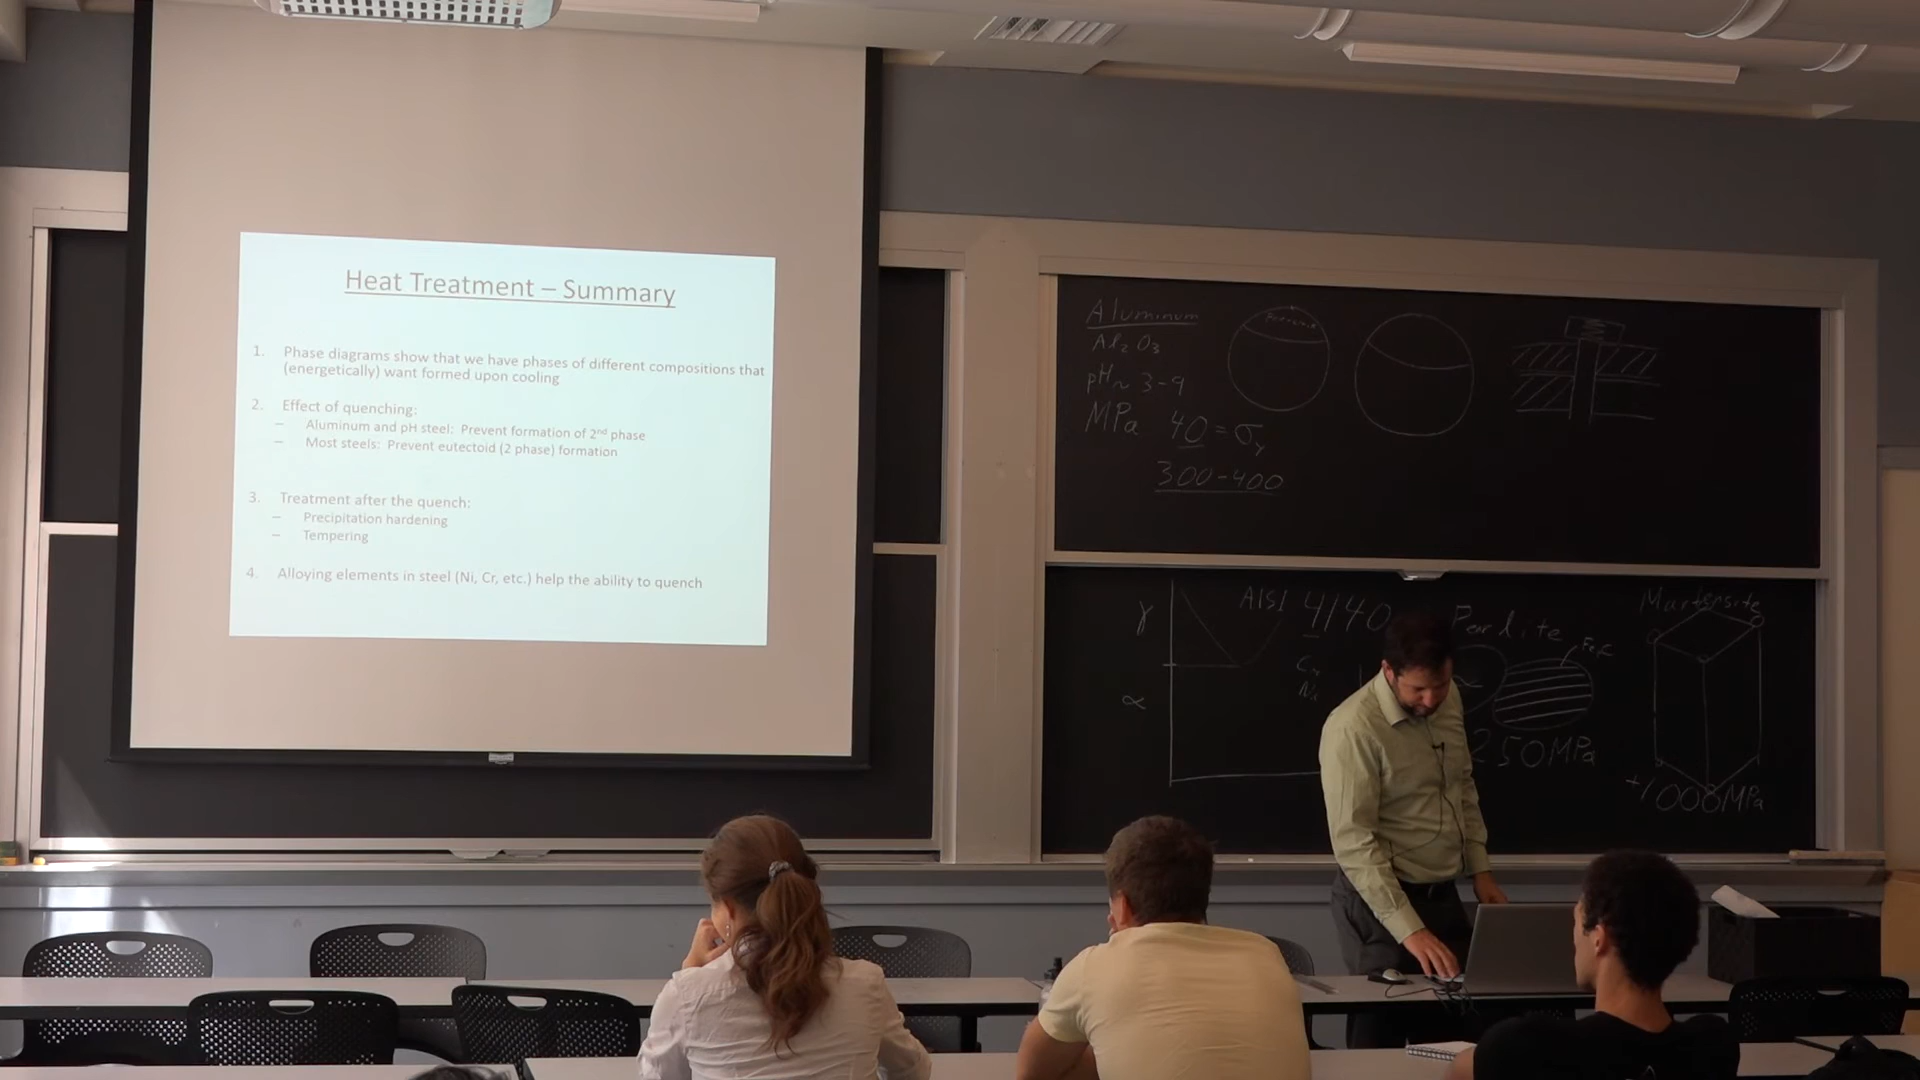 Heat Treatment – Summary
1. Phase diagrams show that we have phases of different compositions that
(energetically) want formed upon cooling
2. Effect of quenching:
– Aluminum and pH steel: Prevent formation of 2nd phase
– Most steels: Prevent eutectoid (2 phase) formation
3. Treatment after the quench:
– Precipitation hardening
– Tempering
4. Alloying elements in steel (Ni, Cr, etc.) help the ability to quench
Aluminum
Al₂O₃
pH~ 3-9
MPa 40 = σy
300-400
γ
α
AISI 4140
Parlite
250MPa
Martensite
+1000MPa